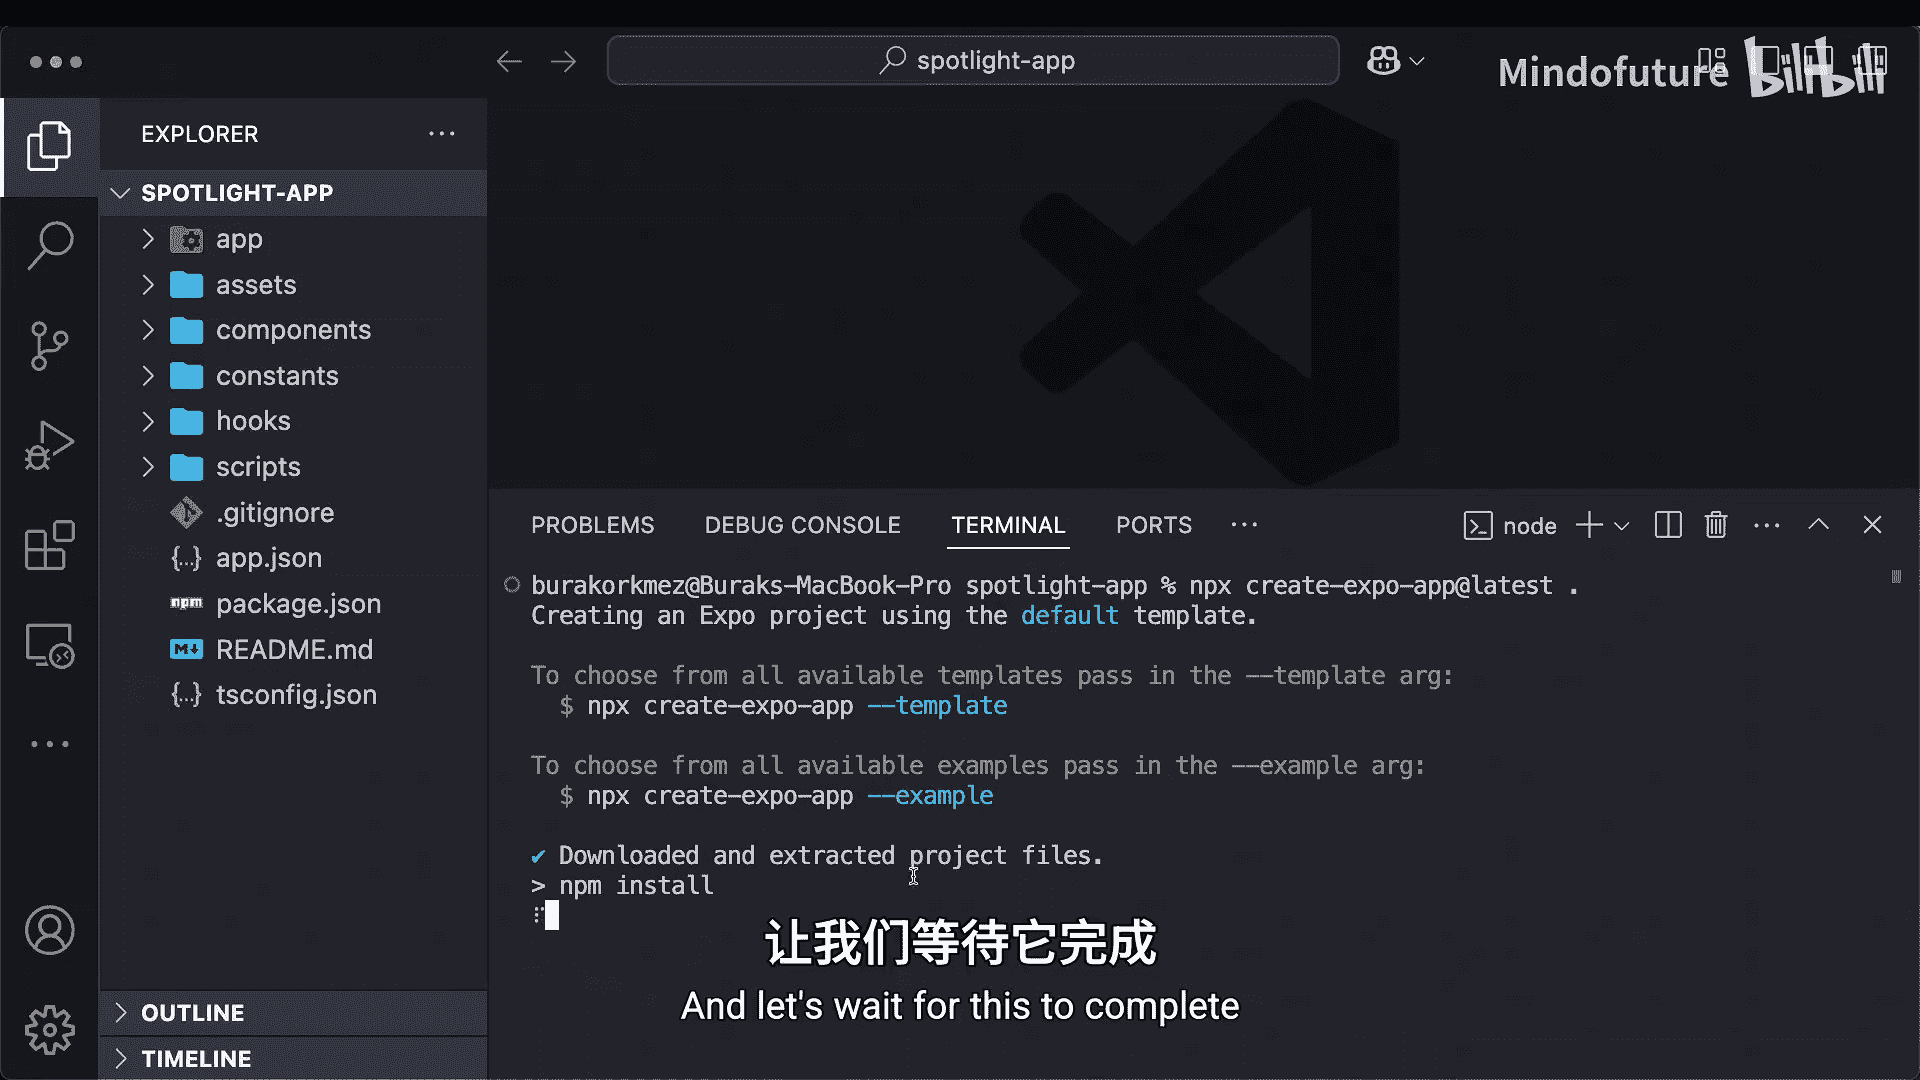 spotlight-app
Mindofuture bilibili
EXPLORER
SPOTLIGHT-APP
app
assets
components
constants
hooks
scripts
.gitignore
{...} app.json
npm package.json
M↓ README.md
{...} tsconfig.json
OUTLINE
TIMELINE
PROBLEMS DEBUG CONSOLE TERMINAL PORTS ···
node
burakorkmez@Buraks-MacBook-Pro spotlight-app % npx create-expo-app@latest .
Creating an Expo project using the default template.
To choose from all available templates pass in the --template arg:
$ npx create-expo-app --template
To choose from all available examples pass in the --example arg:
$ npx create-expo-app --example
✔ Downloaded and extracted project files.
> npm install
让我们等待它完成
And let's wait for this to complete